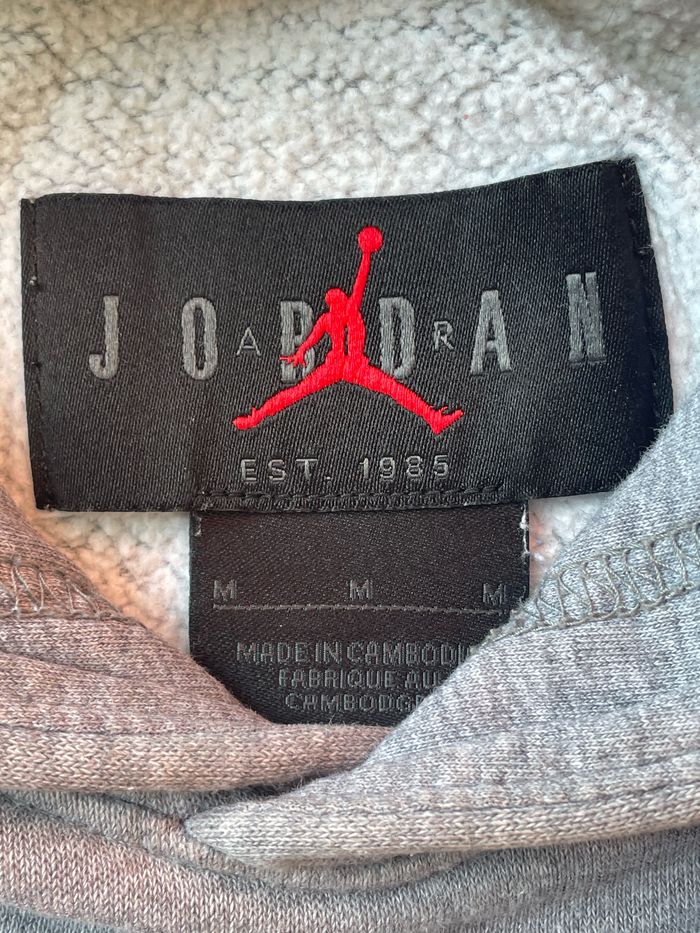 JORDAN
AIR
EST. 1985
M M M
MADE IN CAMBODIA
FABRIQUE AU
CAMBODGE